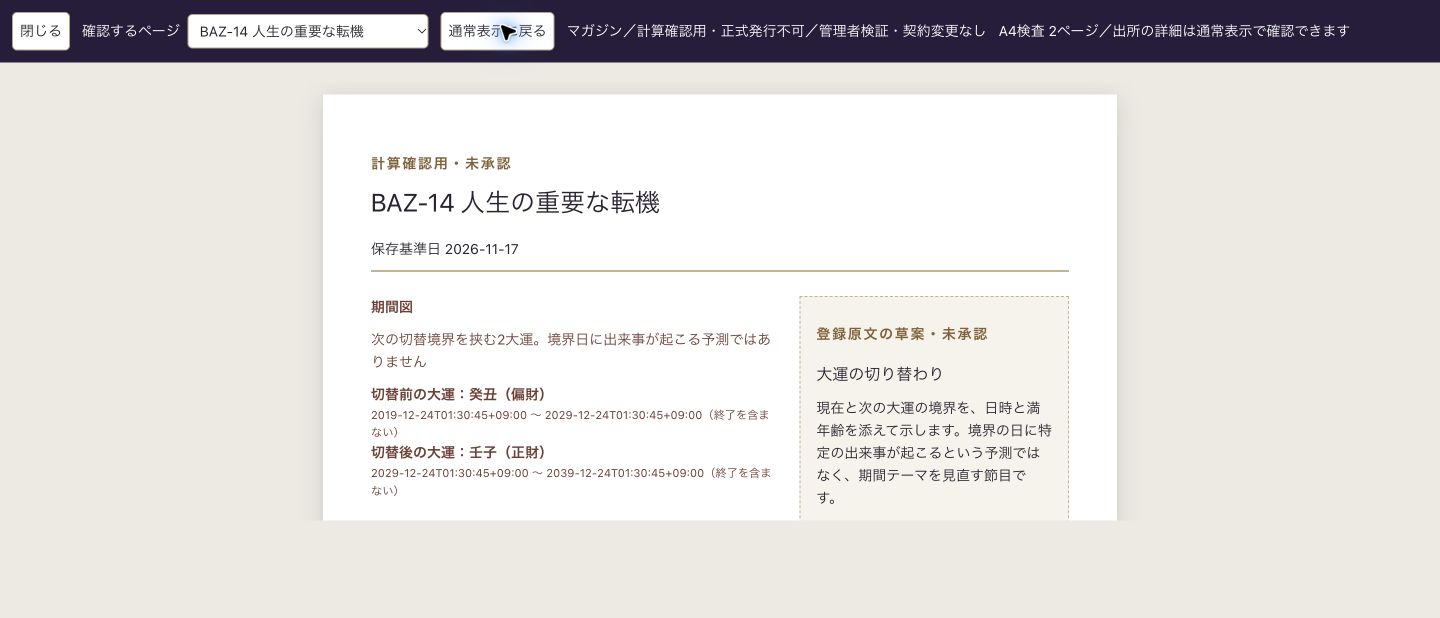 閉じる 確認するページ BAZ-14 人生の重要な転機 通常表示 戻る マガジン／計算確認用・正式発行不可／管理者検証・契約変更なし A4検査 2ページ／出所の詳細は通常表示で確認できます
計算確認用・未承認
BAZ-14 人生の重要な転機
保存基準日 2026-11-17
期間図
次の切替境界を挟む2大運。境界日に出来事が起こる予測ではあ
りません
切替前の大運：癸丑（偏財）
2019-12-24T01:30:45+09:00 〜 2029-12-24T01:30:45+09:00（終了を含ま
ない）
切替後の大運：壬子（正財）
2029-12-24T01:30:45+09:00 〜 2039-12-24T01:30:45+09:00（終了を含ま
ない）
登録原文の草案・未承認
大運の切り替わり
現在と次の大運の境界を、日時と満
年齢を添えて示します。境界の日に特
定の出来事が起こるという予測では
なく、期間テーマを見直す節目で
す。